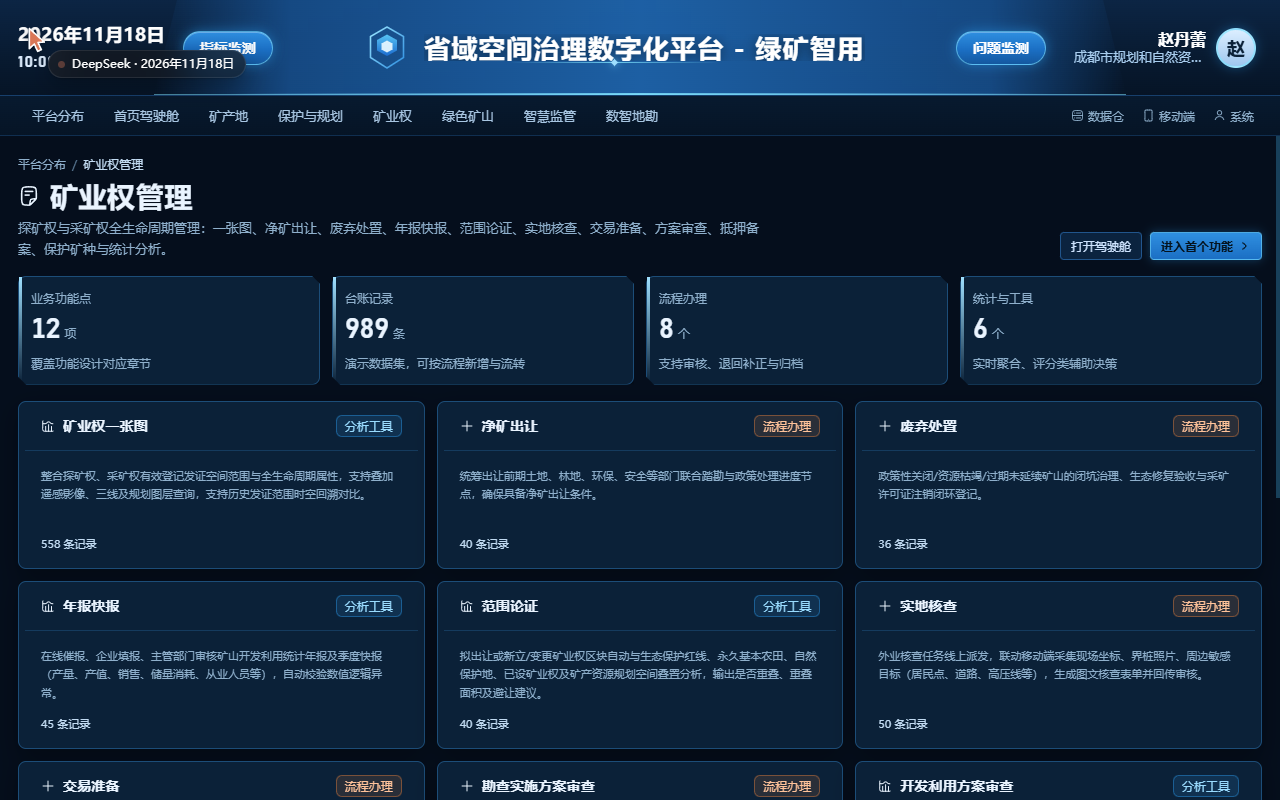 2026年11月18日
10:0
DeepSeek · 2026年11月18日
指标监测
省域空间治理数字化平台 - 绿矿智用
问题监测
赵丹蕾
成都市规划和自然资...
赵
平台分布 首页驾驶舱 矿产地 保护与规划 矿业权 绿色矿山 智慧监管 数智地勘
数据仓 移动端 系统
平台分布 / 矿业权管理
矿业权管理
探矿权与采矿权全生命周期管理：一张图、净矿出让、废弃处置、年报快报、范围论证、实地核查、交易准备、方案审查、抵押备
案、保护矿种与统计分析。
打开驾驶舱
进入首个功能
业务功能点
12 项
覆盖功能设计对应章节
台账记录
989 条
演示数据集，可按流程新增与流转
流程办理
8 个
支持审核、退回补正与归档
统计与工具
6 个
实时聚合、评分类辅助决策
矿业权一张图
分析工具
整合探矿权、采矿权有效登记发证空间范围与全生命周期属性，支持叠加
遥感影像、三线及规划图层查询，支持历史发证范围时空回溯对比。
558 条记录
净矿出让
流程办理
统筹出让前期土地、林地、环保、安全等部门联合踏勘与政策处理进度节
点，确保具备净矿出让条件。
40 条记录
废弃处置
流程办理
政策性关闭/资源枯竭/过期未延续矿山的闭坑治理、生态修复验收与采矿
许可证注销闭环登记。
36 条记录
年报快报
分析工具
在线催报、企业填报、主管部门审核矿山开发利用统计年报及季度快报
（产量、产值、销售、储量消耗、从业人员等），自动校验数值逻辑异
常。
45 条记录
范围论证
分析工具
拟出让或新立/变更矿业权区块自动与生态保护红线、永久基本农田、自然
保护地、已设矿业权及矿产资源规划空间叠置分析，输出是否重叠、重叠
面积及避让建议。
40 条记录
实地核查
流程办理
外业核查任务线上派发，联动移动端采集现场坐标、界桩照片、周边敏感
目标（居民点、道路、高压线等），生成图文核查表单并回传审核。
50 条记录
交易准备
流程办理
勘查实施方案审查
流程办理
开发利用方案审查
分析工具